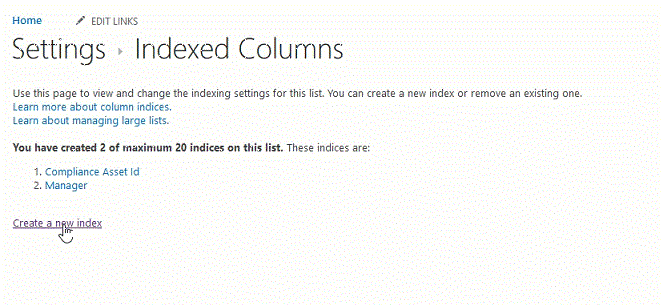 Home EDIT LINKS
Settings ▸ Indexed Columns
Use this page to view and change the indexing settings for this list. You can create a new index or remove an existing one.
Learn more about column indices.
Learn about managing large lists.
You have created 2 of maximum 20 indices on this list. These indices are:
1. Compliance Asset Id
2. Manager
Create a new index